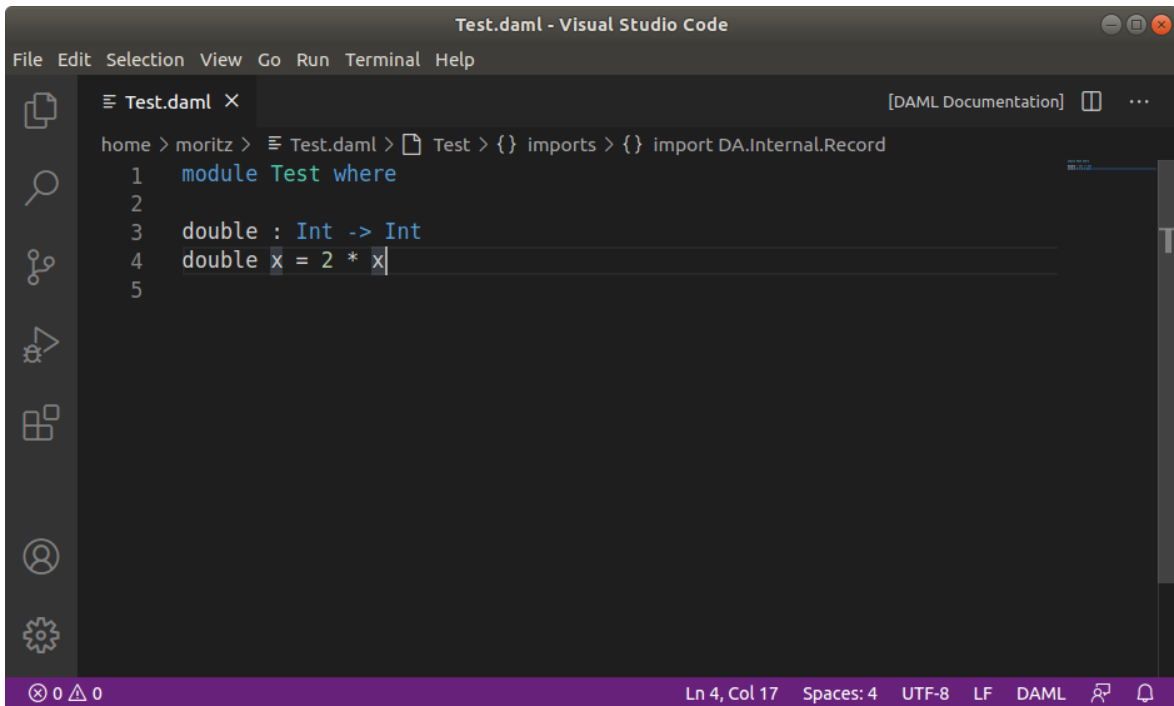 Test.daml - Visual Studio Code
File Edit Selection View Go Run Terminal Help
Test.daml [DAML Documentation] ...
home > moritz > Test.daml > Test > {} imports > {} import DA.Internal.Record
1 module Test where
2
3 double : Int -> Int
4 double x = 2 * x
5
0 0 Ln 4, Col 17 Spaces: 4 UTF-8 LF DAML